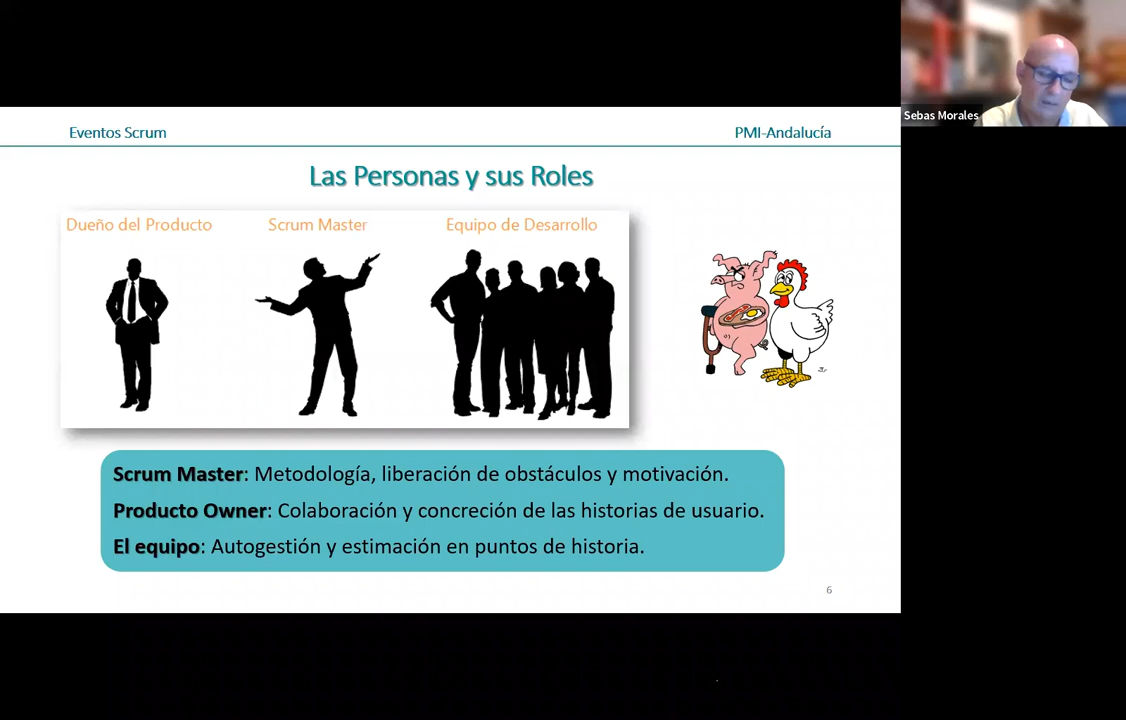 Sebas Morales
Eventos Scrum
PMI-Andalucía
Las Personas y sus Roles
Dueño del Producto
Scrum Master
Equipo de Desarrollo
Scrum Master: Metodología, liberación de obstáculos y motivación.
Producto Owner: Colaboración y concreción de las historias de usuario.
El equipo: Autogestión y estimación en puntos de historia.
6